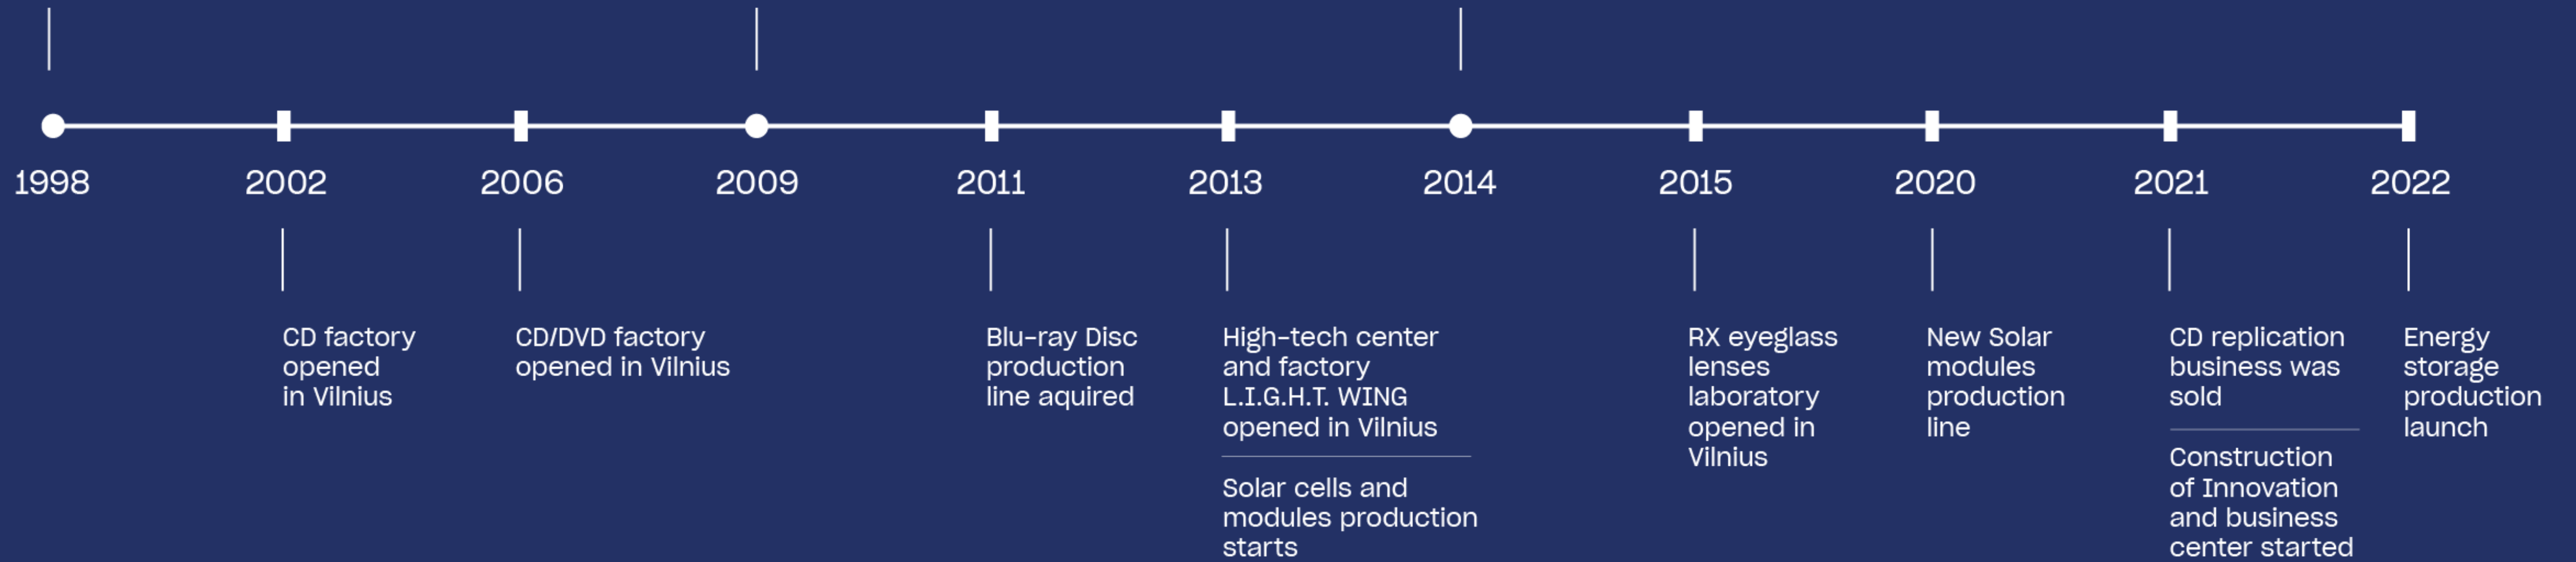 1998
2002
2006
2009
2011
2013
2014
2015
2020
2021
2022
CD factory
opened
in Vilnius
CD/DVD factory
opened in Vilnius
Blu-ray Disc
production
line aquired
High-tech center
and factory
L.I.G.H.T. WING
opened in Vilnius
Solar cells and
modules production
starts
RX eyeglass
lenses
laboratory
opened in
Vilnius
New Solar
modules
production
line
CD replication
business was
sold
Construction
of Innovation
and business
center started
Energy
storage
production
launch